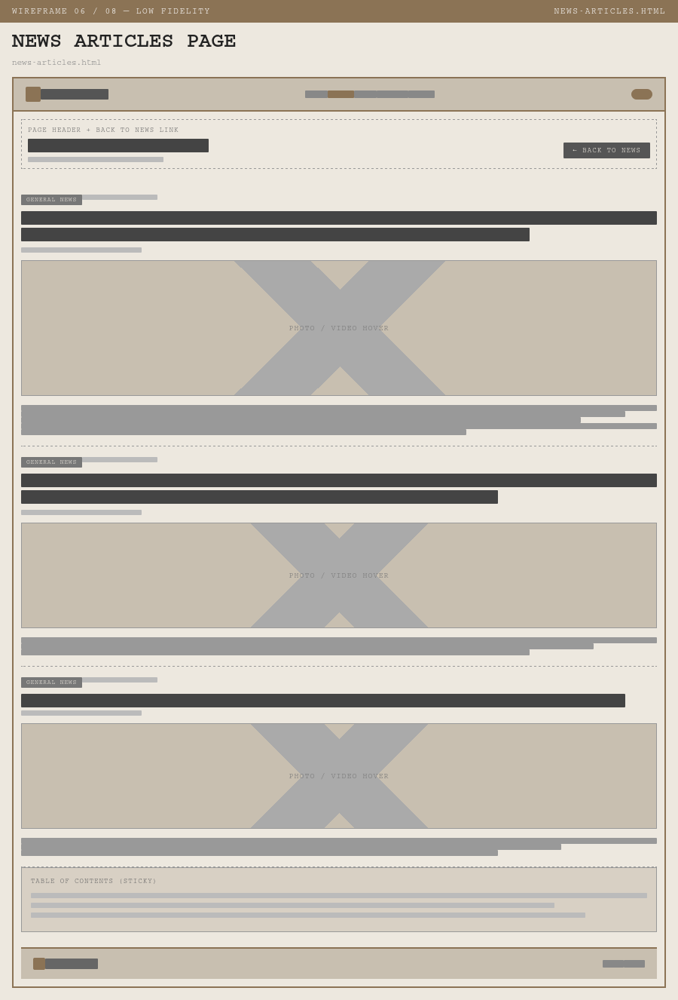 WIREFRAME 06 / 08 — LOW FIDELITY
NEWS-ARTICLES.HTML
NEWS ARTICLES PAGE
news-articles.html
PAGE HEADER + BACK TO NEWS LINK
← BACK TO NEWS
GENERAL NEWS
PHOTO / VIDEO HOVER
GENERAL NEWS
PHOTO / VIDEO HOVER
GENERAL NEWS
PHOTO / VIDEO HOVER
TABLE OF CONTENTS (STICKY)